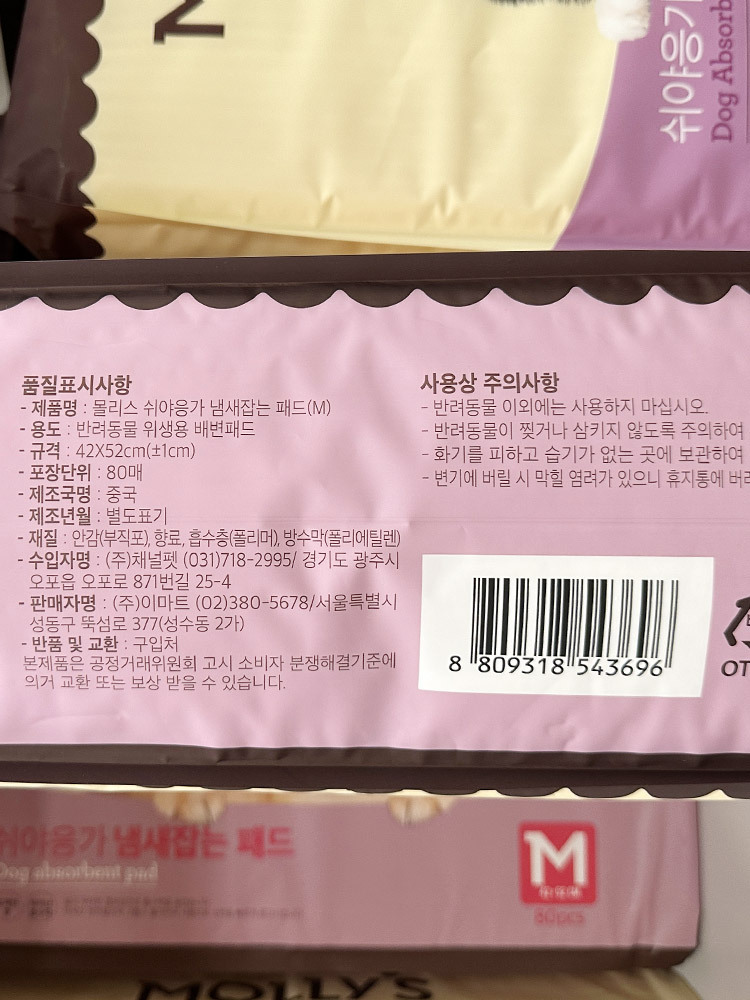 쉬야응가
Dog Absorb
품질표시사항
- 제품명 : 몰리스 쉬야응가 냄새잡는 패드(M)
- 용도 : 반려동물 위생용 배변패드
- 규격 : 42X52cm(±1cm)
- 포장단위 : 80매
- 제조국명 : 중국
- 제조년월 : 별도표기
- 재질 : 안감(부직포), 향료, 흡수층(폴리머), 방수막(폴리에틸렌)
- 수입자명 : (주)채널펫 (031)718-2995/ 경기도 광주시
오포읍 오포로 871번길 25-4
- 판매자명 : (주)이마트 (02)380-5678/서울특별시
성동구 뚝섬로 377(성수동 2가)
- 반품 및 교환 : 구입처
본제품은 공정거래위원회 고시 소비자 분쟁해결기준에
의거 교환 또는 보상 받을 수 있습니다.
사용상 주의사항
- 반려동물 이외에는 사용하지 마십시오.
- 반려동물이 찢거나 삼키지 않도록 주의하여
- 화기를 피하고 습기가 없는 곳에 보관하여
- 변기에 버릴 시 막힐 염려가 있으니 휴지통에 버리
8 809318 543696
OT
쉬야응가 냄새잡는 패드
Dog absorbent pad
M
80pcs
MOLLY'S